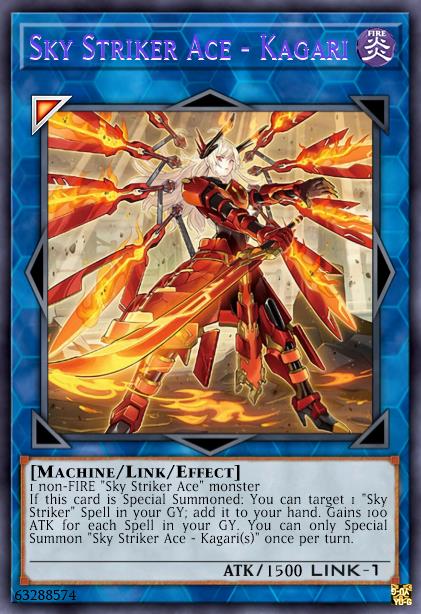 Sky Striker Ace - Kagari
FIRE
炎
[Machine/Link/Effect]
1 non-FIRE "Sky Striker Ace" monster
If this card is Special Summoned: You can target 1 "Sky
Striker" Spell in your GY; add it to your hand. Gains 100
ATK for each Spell in your GY. You can only Special
Summon "Sky Striker Ace - Kagari(s)" once per turn.
ATK/1500 LINK-1
63288574